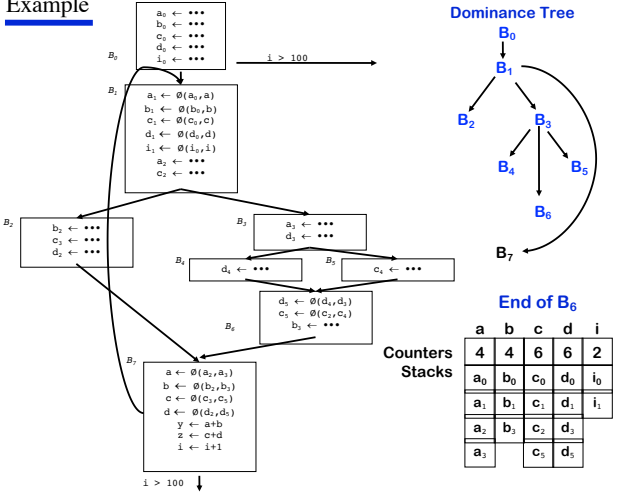 Example
B₀
a₀ ← •••
b₀ ← •••
c₀ ← •••
d₀ ← •••
i₀ ← •••
i > 100
B₁
a₁ ← Ø(a₀,a)
b₁ ← Ø(b₀,b)
c₁ ← Ø(c₀,c)
d₁ ← Ø(d₀,d)
i₁ ← Ø(i₀,i)
a₂ ← •••
c₂ ← •••
B₂
b₂ ← •••
c₃ ← •••
d₂ ← •••
B₃
a₃ ← •••
d₃ ← •••
B₄
d₄ ← •••
B₅
c₄ ← •••
B₆
d₅ ← Ø(d₄,d₃)
c₅ ← Ø(c₂,c₄)
b₃ ← •••
B₇
a ← Ø(a₂,a₃)
b ← Ø(b₂,b₃)
c ← Ø(c₃,c₅)
d ← Ø(d₂,d₅)
y ← a+b
z ← c+d
i ← i+1
i > 100
Dominance Tree
B₀
B₁
B₂ B₃
B₄ B₅
B₆
B₇
End of B₆
a b c d i
Counters 4 4 6 6 2
Stacks a₀ b₀ c₀ d₀ i₀
a₁ b₁ c₁ d₁ i₁
a₂ b₃ c₂ d₃
a₃ c₅ d₅